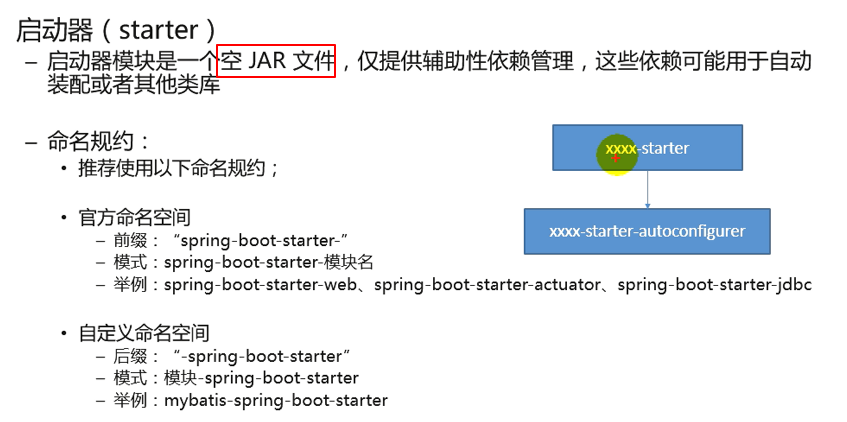 启动器（starter）
– 启动器模块是一个空 JAR 文件，仅提供辅助性依赖管理，这些依赖可能用于自动
装配或者其他类库
– 命名规约：
• 推荐使用以下命名规约；
• 官方命名空间
– 前缀：“spring-boot-starter-”
– 模式：spring-boot-starter-模块名
– 举例：spring-boot-starter-web、spring-boot-starter-actuator、spring-boot-starter-jdbc
• 自定义命名空间
– 后缀：“-spring-boot-starter”
– 模式：模块-spring-boot-starter
– 举例：mybatis-spring-boot-starter
xxxx-starter
xxxx-starter-autoconfigurer